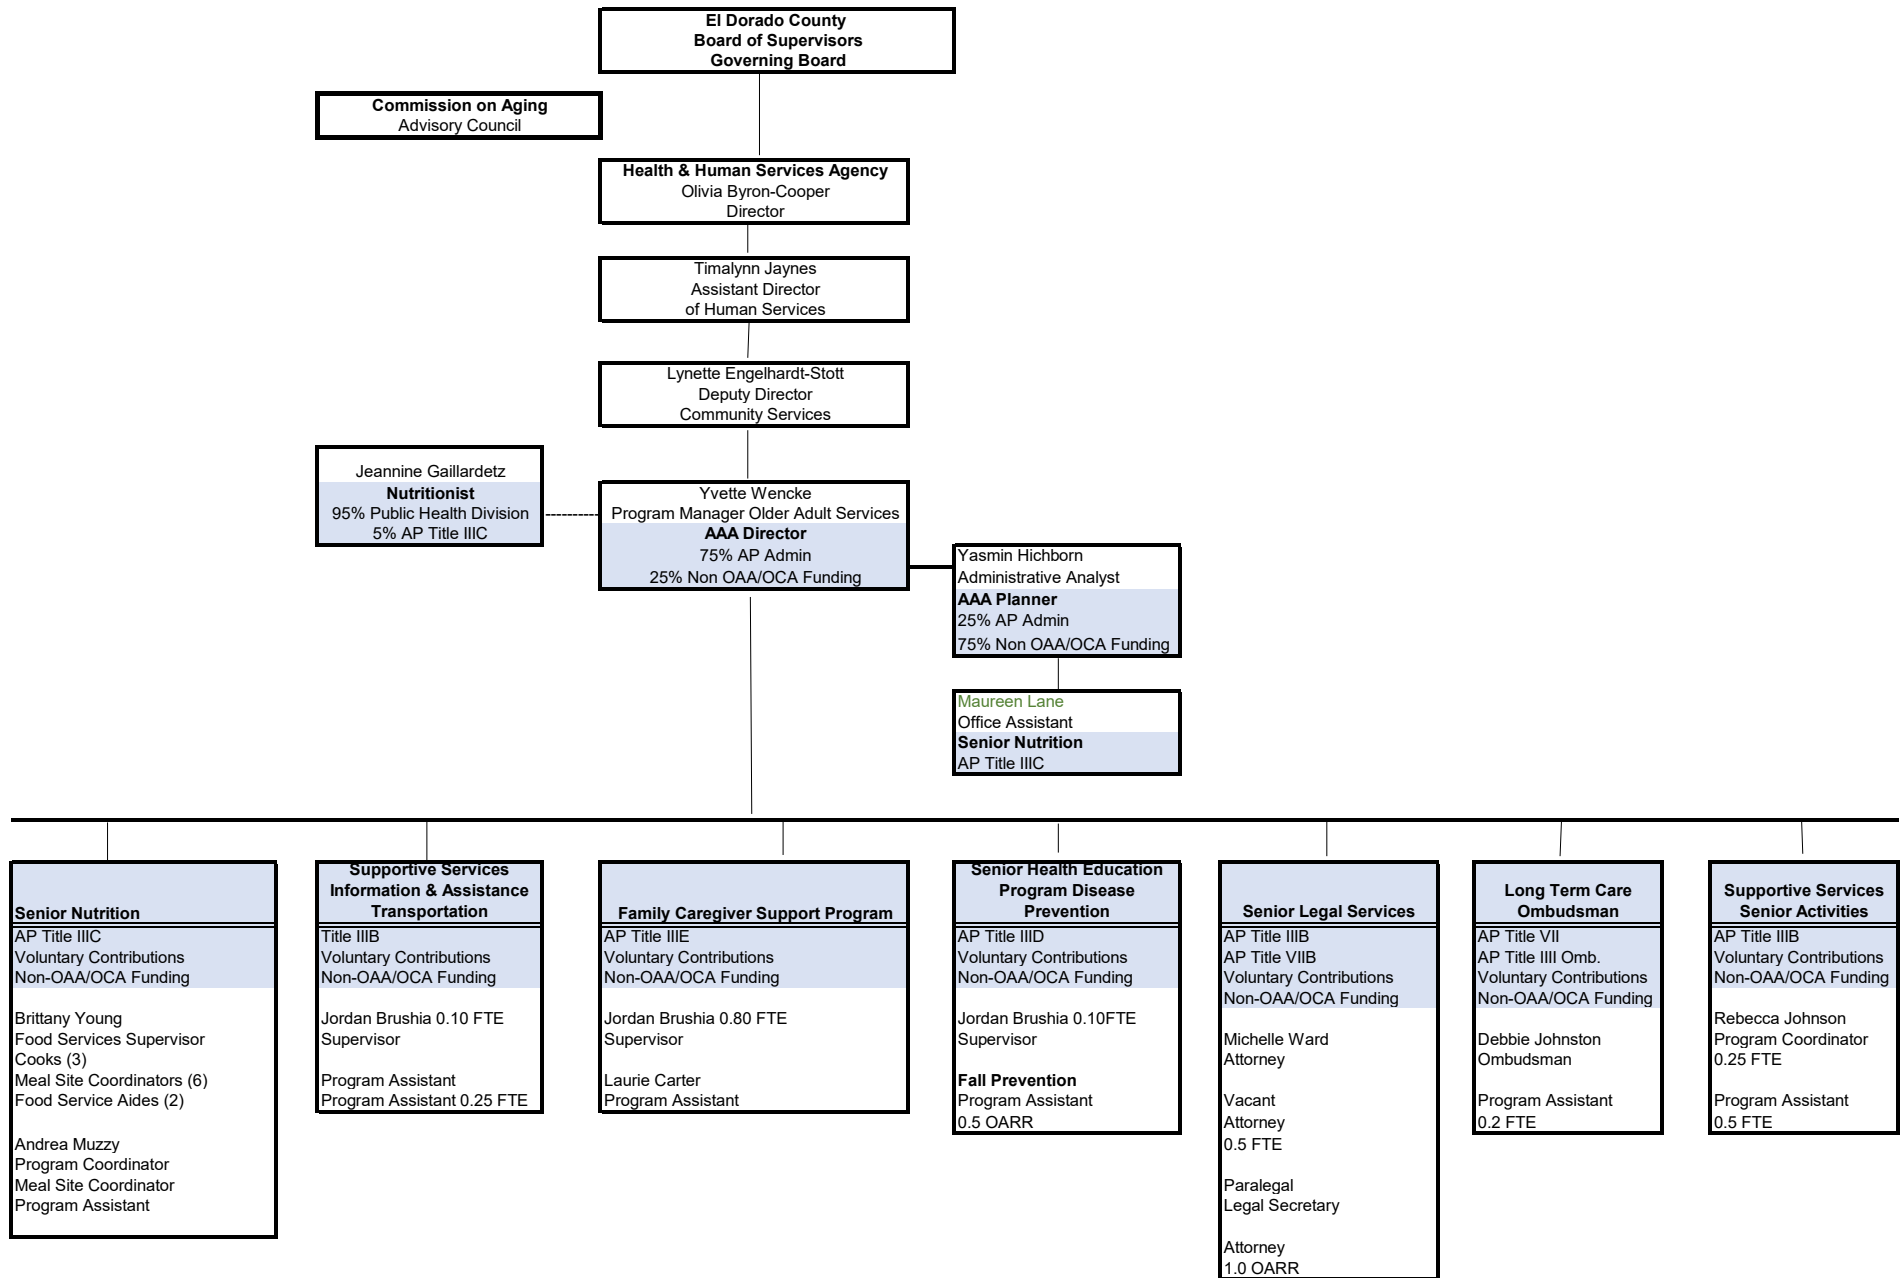 El Dorado County
Board of Supervisors
Governing Board
Commission on Aging
Advisory Council
Health & Human Services Agency
Olivia Byron-Cooper
Director
Timalynn Jaynes
Assistant Director
of Human Services
Lynette Engelhardt-Stott
Deputy Director
Community Services
Jeannine Gaillardetz
Nutritionist
95% Public Health Division
5% AP Title IIIC
Yvette Wencke
Program Manager Older Adult Services
AAA Director
75% AP Admin
25% Non OAA/OCA Funding
Yasmin Hichborn
Administrative Analyst
AAA Planner
25% AP Admin
75% Non OAA/OCA Funding
Maureen Lane
Office Assistant
Senior Nutrition
AP Title IIIC
Senior Nutrition
AP Title IIIC
Voluntary Contributions
Non-OAA/OCA Funding
Brittany Young
Food Services Supervisor
Cooks (3)
Meal Site Coordinators (6)
Food Service Aides (2)
Andrea Muzzy
Program Coordinator
Meal Site Coordinator
Program Assistant
Supportive Services
Information & Assistance
Transportation
Title IIIB
Voluntary Contributions
Non-OAA/OCA Funding
Jordan Brushia 0.10 FTE
Supervisor
Program Assistant
Program Assistant 0.25 FTE
Family Caregiver Support Program
AP Title IIIE
Voluntary Contributions
Non-OAA/OCA Funding
Jordan Brushia 0.80 FTE
Supervisor
Laurie Carter
Program Assistant
Senior Health Education
Program Disease
Prevention
AP Title IIID
Voluntary Contributions
Non-OAA/OCA Funding
Jordan Brushia 0.10FTE
Supervisor
Fall Prevention
Program Assistant
0.5 OARR
Senior Legal Services
AP Title IIIB
AP Title VIIB
Voluntary Contributions
Non-OAA/OCA Funding
Michelle Ward
Attorney
Vacant
Attorney
0.5 FTE
Paralegal
Legal Secretary
Attorney
1.0 OARR
Long Term Care
Ombudsman
AP Title VII
AP Title IIII Omb.
Voluntary Contributions
Non-OAA/OCA Funding
Debbie Johnston
Ombudsman
Program Assistant
0.2 FTE
Supportive Services
Senior Activities
AP Title IIIB
Voluntary Contributions
Non-OAA/OCA Funding
Rebecca Johnson
Program Coordinator
0.25 FTE
Program Assistant
0.5 FTE